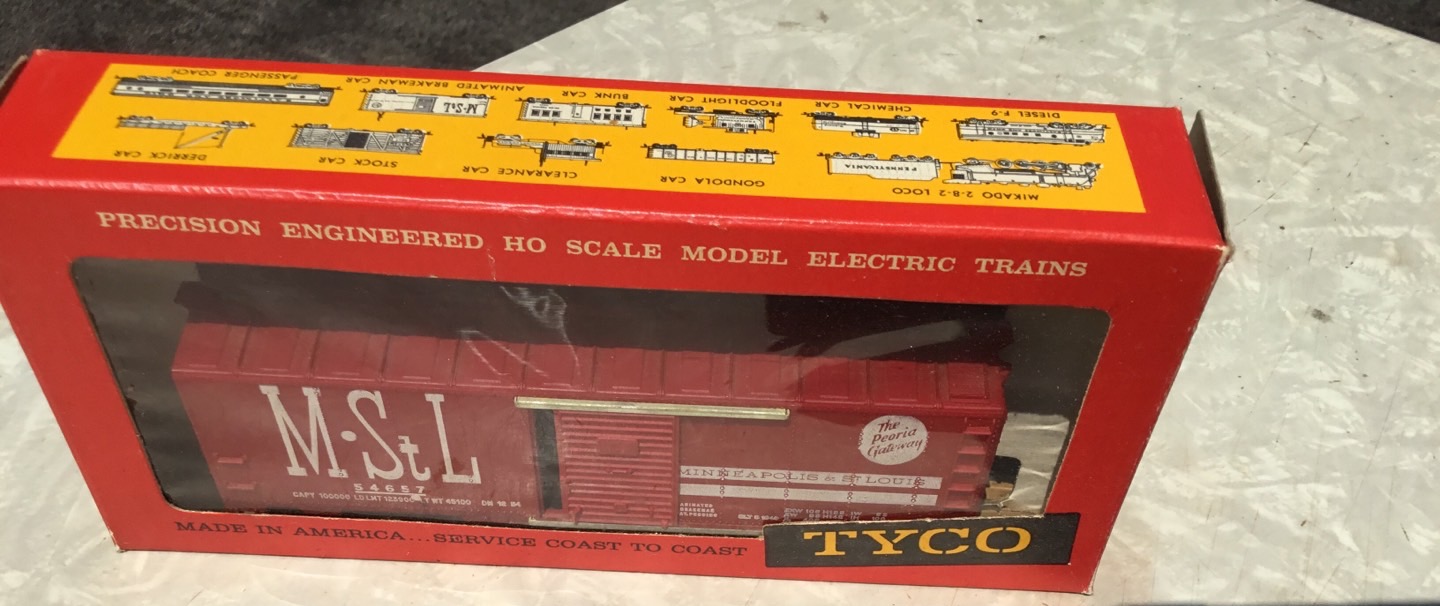 PASSENGER COACH
ANIMATED BRAKEMAN CAR
BUNK CAR
FLOODLIGHT CAR
CHEMICAL CAR
DIESEL F-9
M-StL
PENNSYLVANIA
DERRICK CAR
STOCK CAR
CLEARANCE CAR
GONDOLA CAR
MIKADO 2-8-2 LOCO
PRECISION ENGINEERED HO SCALE MODEL ELECTRIC TRAINS
M·StL
54657
CAPY 100000
The
Peoria
Gateway
MINNEAPOLIS & ST LOUIS
MADE IN AMERICA...SERVICE COAST TO COAST
TYCO